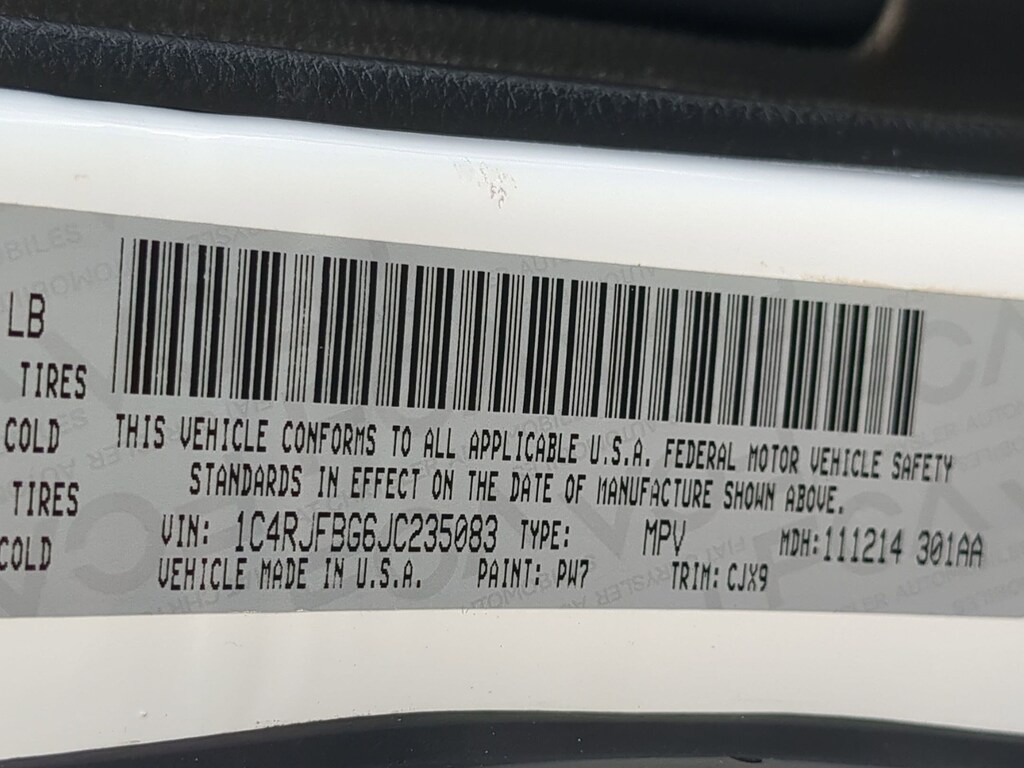 LB
TIRES
COLD
TIRES
COLD
THIS VEHICLE CONFORMS TO ALL APPLICABLE U.S.A. FEDERAL MOTOR VEHICLE SAFETY
STANDARDS IN EFFECT ON THE DATE OF MANUFACTURE SHOWN ABOVE.
VIN: 1C4RJFBG6JC235083 TYPE: MPV MDH:111214 301AA
VEHICLE MADE IN U.S.A. PAINT: PW7 TRIM: CJX9